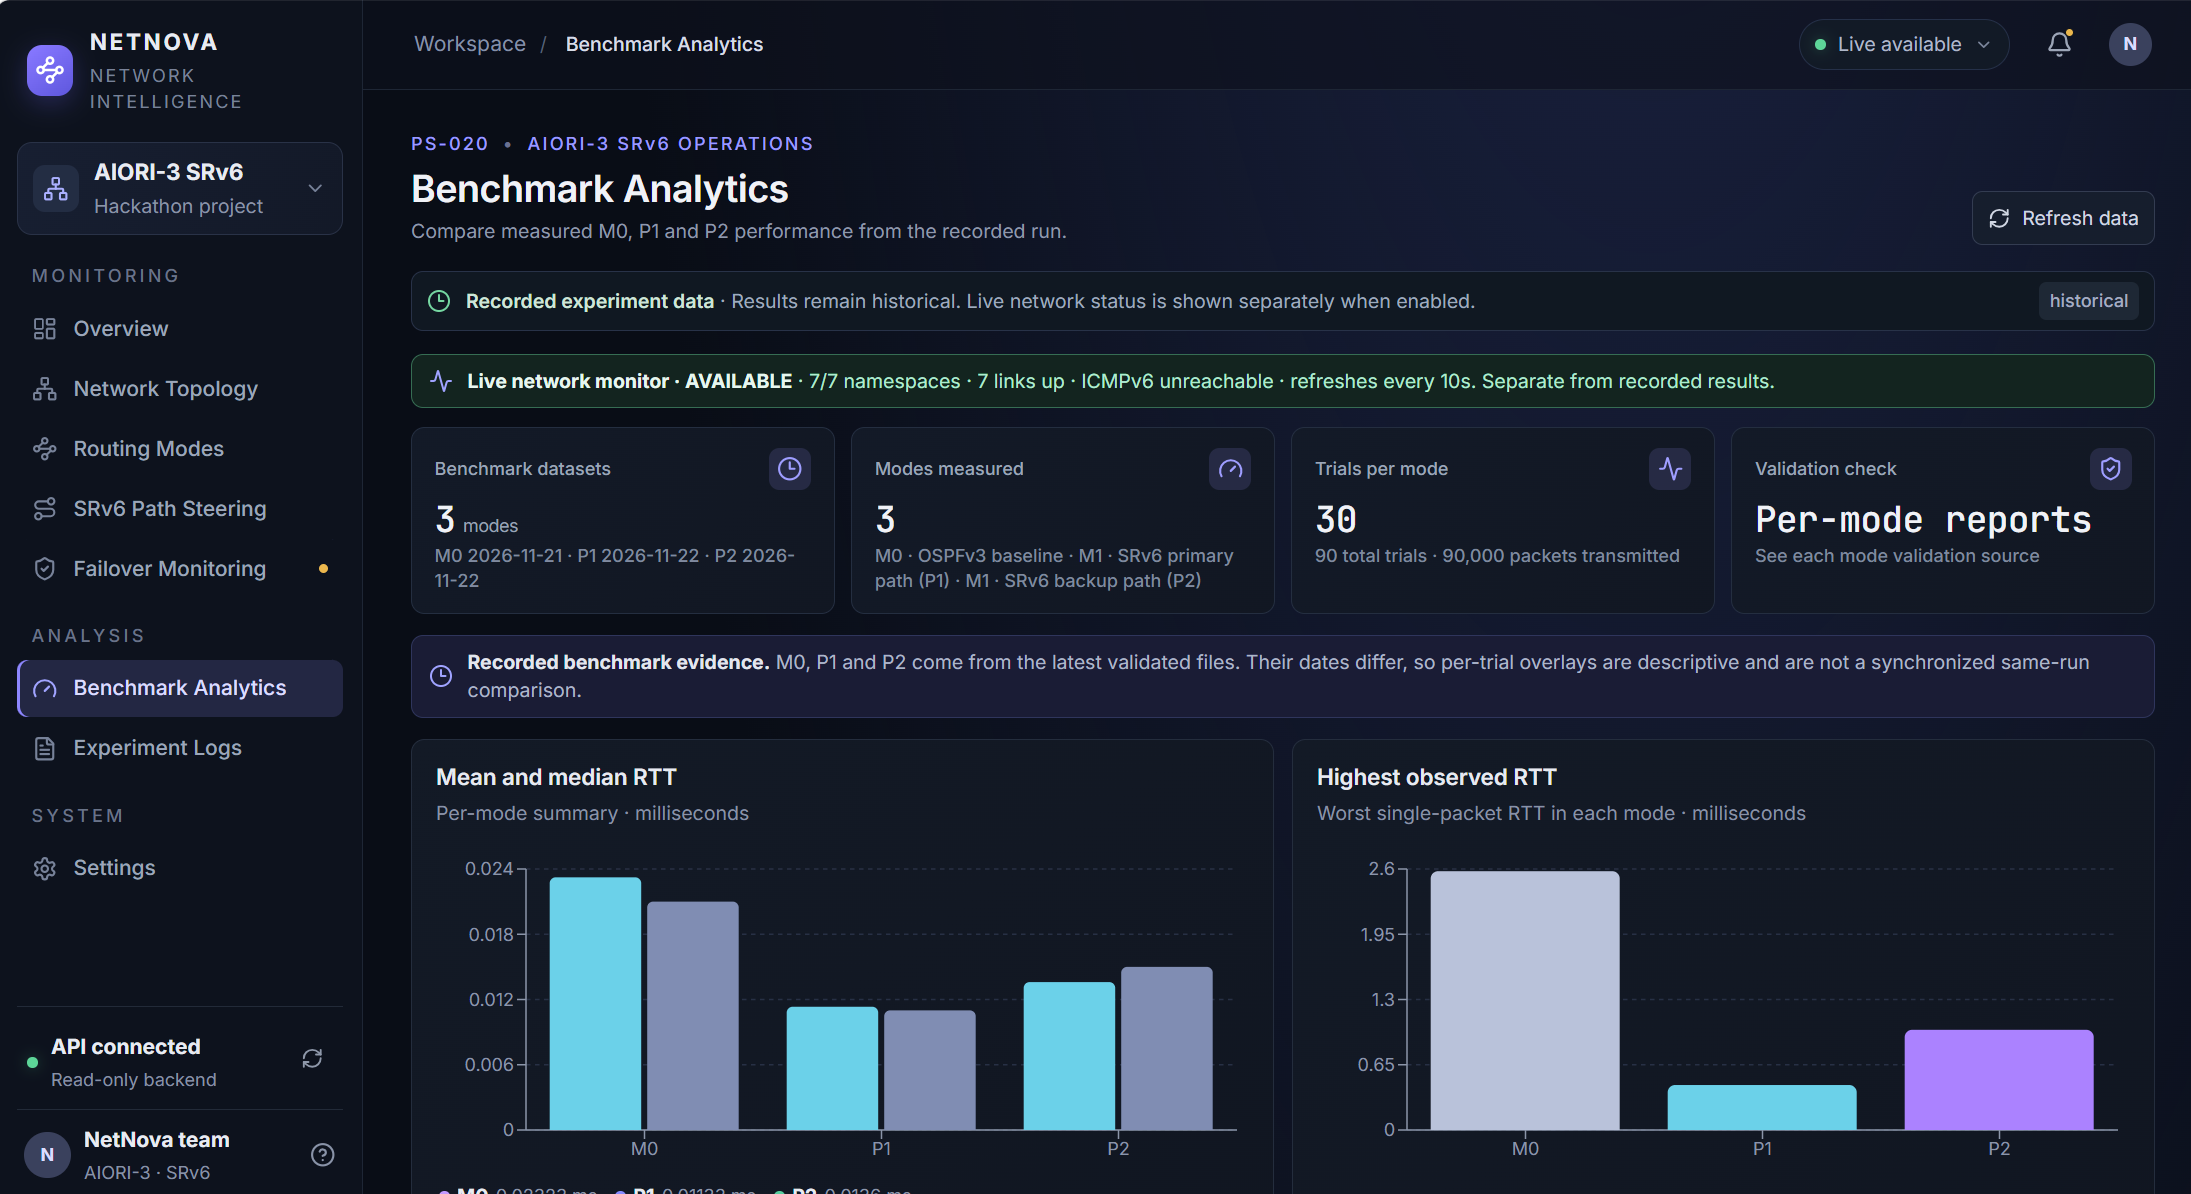 NETNOVA
NETWORK
INTELLIGENCE
AIORI-3 SRv6
Hackathon project
MONITORING
Overview
Network Topology
Routing Modes
SRv6 Path Steering
Failover Monitoring
ANALYSIS
Benchmark Analytics
Experiment Logs
SYSTEM
Settings
API connected
Read-only backend
N
NetNova team
AIORI-3 · SRv6
Workspace / Benchmark Analytics
Live available
N
PS-020 • AIORI-3 SRv6 OPERATIONS
Benchmark Analytics
Compare measured M0, P1 and P2 performance from the recorded run.
Refresh data
Recorded experiment data · Results remain historical. Live network status is shown separately when enabled.
historical
Live network monitor · AVAILABLE · 7/7 namespaces · 7 links up · ICMPv6 unreachable · refreshes every 10s. Separate from recorded results.
Benchmark datasets
3 modes
M0 2026-11-21 · P1 2026-11-22 · P2 2026-
11-22
Modes measured
3
M0 · OSPFv3 baseline · M1 · SRv6 primary
path (P1) · M1 · SRv6 backup path (P2)
Trials per mode
30
90 total trials · 90,000 packets transmitted
Validation check
Per-mode reports
See each mode validation source
Recorded benchmark evidence. M0, P1 and P2 come from the latest validated files. Their dates differ, so per-trial overlays are descriptive and are not a synchronized same-run
comparison.
Mean and median RTT
Per-mode summary · milliseconds
0.024
0.018
0.012
0.006
0
M0 P1 P2
Highest observed RTT
Worst single-packet RTT in each mode · milliseconds
2.6
1.95
1.3
0.65
0
M0 P1 P2